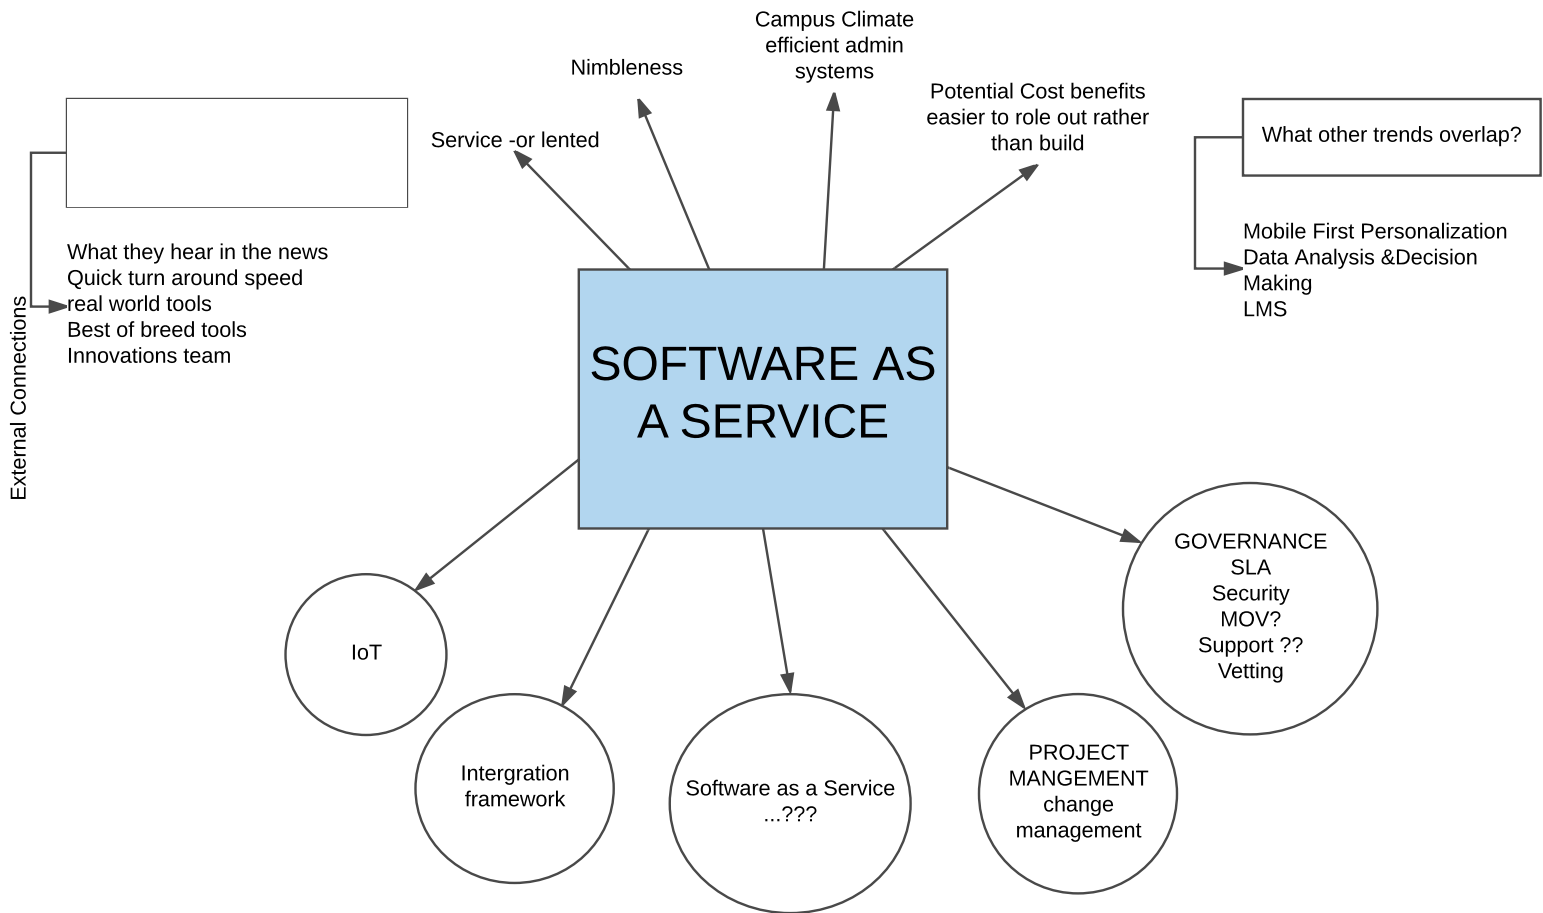 Campus Climate
efficient admin
systems
Nimbleness
Potential Cost benefits
easier to role out rather
than build
Service -or lented
What other trends overlap?
What they hear in the news
Quick turn around speed
real world tools
Best of breed tools
Innovations team
External Connections
Mobile First Personalization
Data Analysis &Decision
Making
LMS
SOFTWARE AS
A SERVICE
IoT
Intergration
framework
Software as a Service
...???
PROJECT
MANGEMENT
change
management
GOVERNANCE
SLA
Security
MOV?
Support ??
Vetting